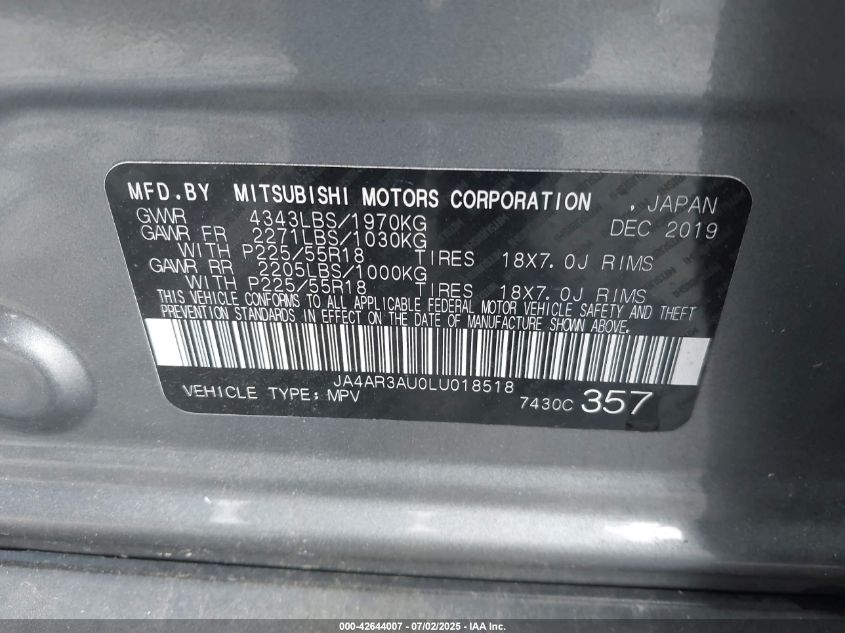 MFD.BY MITSUBISHI MOTORS CORPORATION , JAPAN
GVWR 4343LBS/1970KG DEC 2019
GAWR FR 2271LBS/1030KG
WITH P225/55R18 TIRES 18X7.0J RIMS
GAWR RR 2205LBS/1000KG
WITH P225/55R18 TIRES 18X7.0J RIMS
THIS VEHICLE CONFORMS TO ALL APPLICABLE FEDERAL MOTOR VEHICLE SAFETY AND THEFT
PREVENTION STANDARDS IN EFFECT ON THE DATE OF MANUFACTURE SHOWN ABOVE.
JA4AR3AU0LU018518
VEHICLE TYPE: MPV 7430C 357
000-42644007 - 07/02/2025 - IAA Inc.